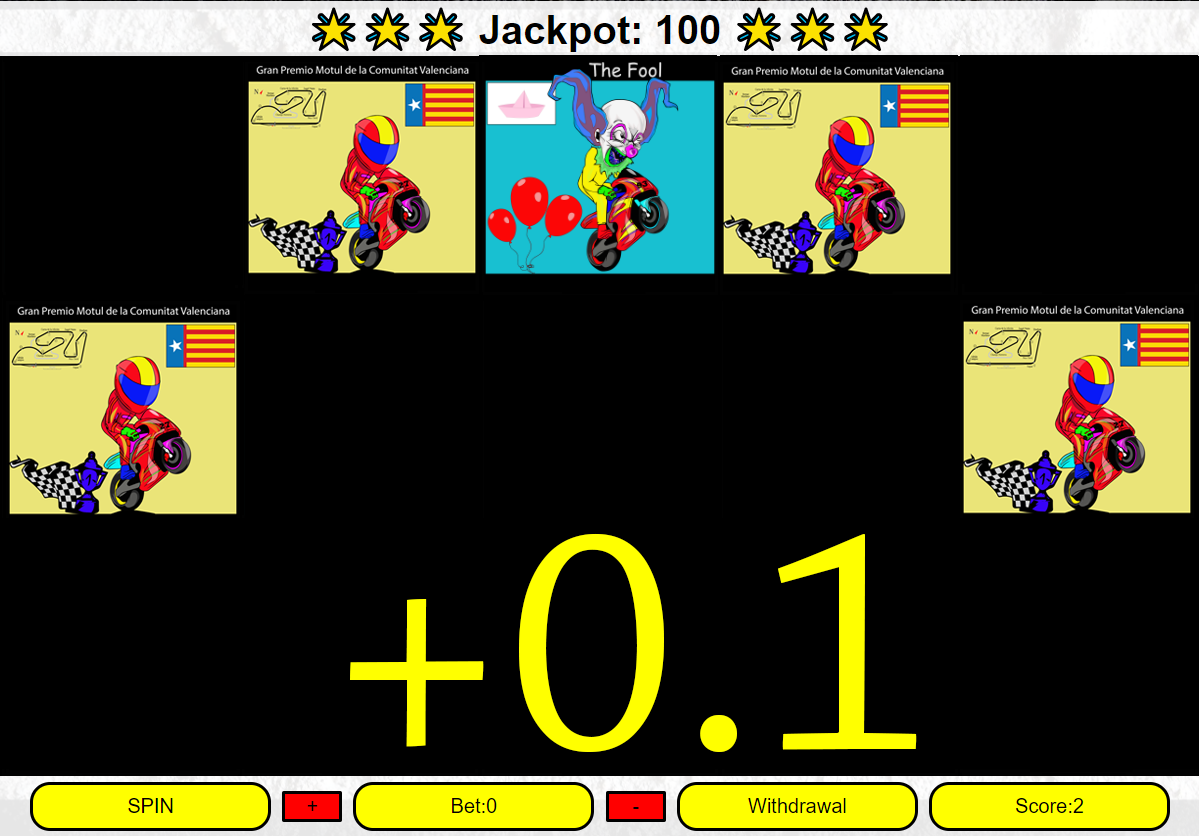 Jackpot: 100
Gran Premio Motul de la Comunitat Valenciana
The Fool
Gran Premio Motul de la Comunitat Valenciana
Gran Premio Motul de la Comunitat Valenciana
Gran Premio Motul de la Comunitat Valenciana
+0.1
SPIN
+
Bet:0
-
Withdrawal
Score:2